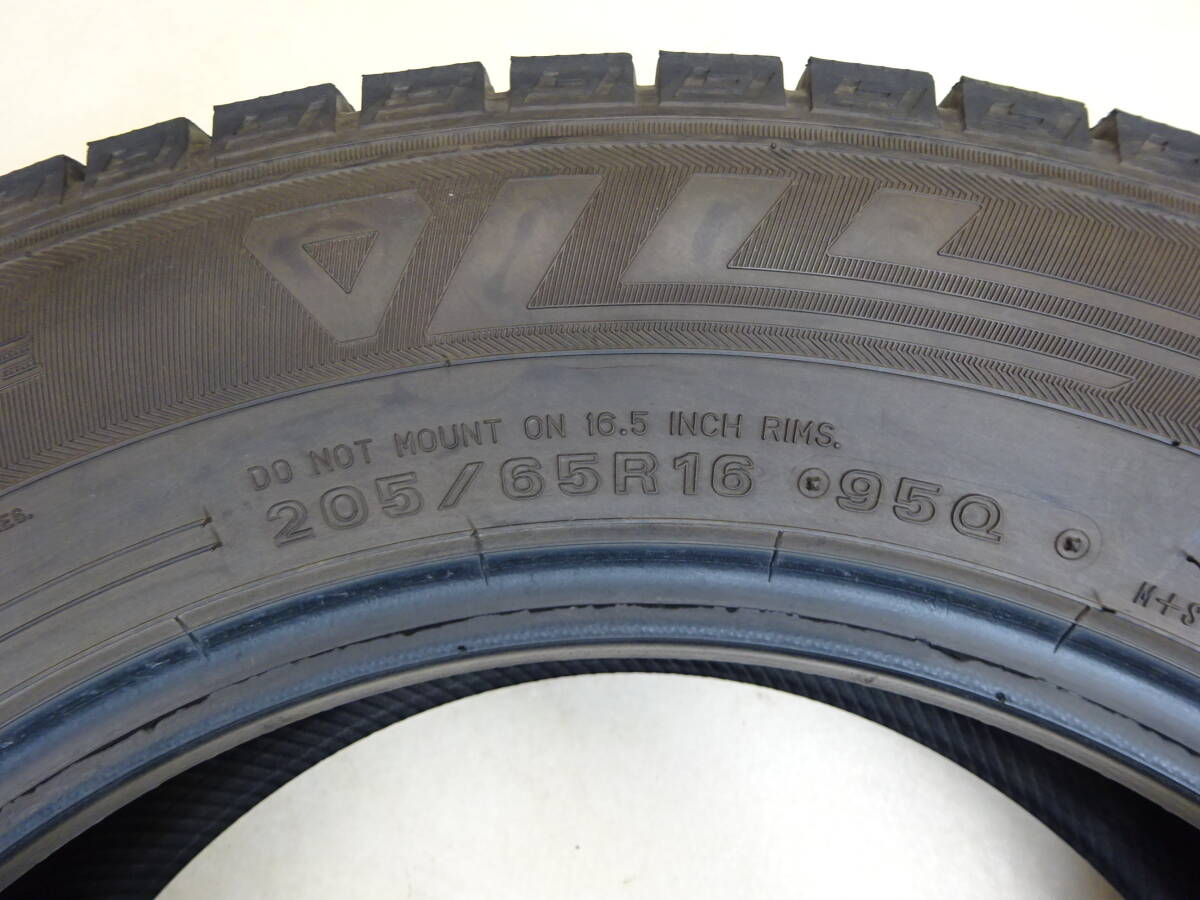 DO NOT MOUNT ON 16.5 INCH RIMS.
205/65R16 95Q
M+S